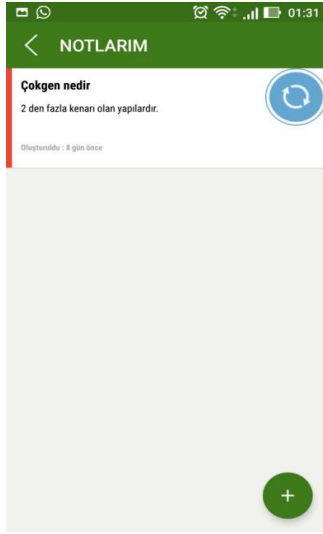 01:31
NOTLARIM
Çokgen nedir
2 den fazla kenarı olan yapılardır.
Oluşturuldu : 8 gün önce
+